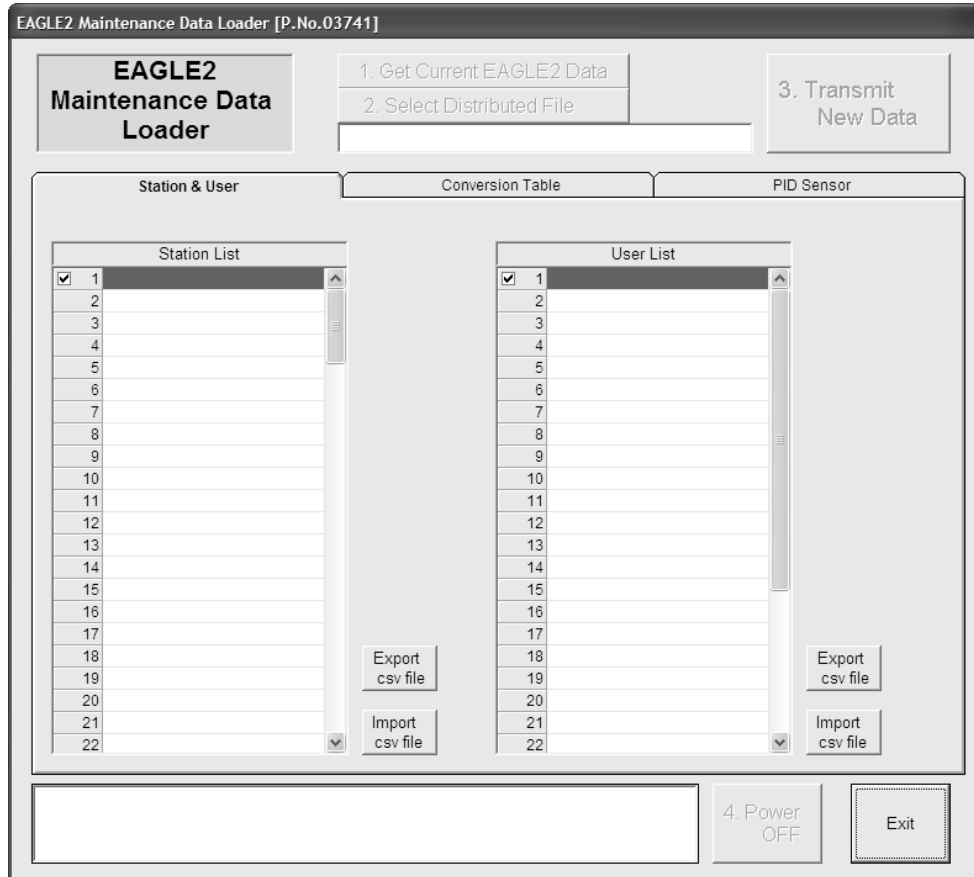 EAGLE2 Maintenance Data Loader [P.No.03741]
EAGLE2
Maintenance Data
Loader
1. Get Current EAGLE2 Data
2. Select Distributed File
3. Transmit
New Data
Station & User
Conversion Table
PID Sensor
Station List
1
2
3
4
5
6
7
8
9
10
11
12
13
14
15
16
17
18
19
20
21
22
Export
csv file
Import
csv file
User List
1
2
3
4
5
6
7
8
9
10
11
12
13
14
15
16
17
18
19
20
21
22
Export
csv file
Import
csv file
4. Power
OFF
Exit